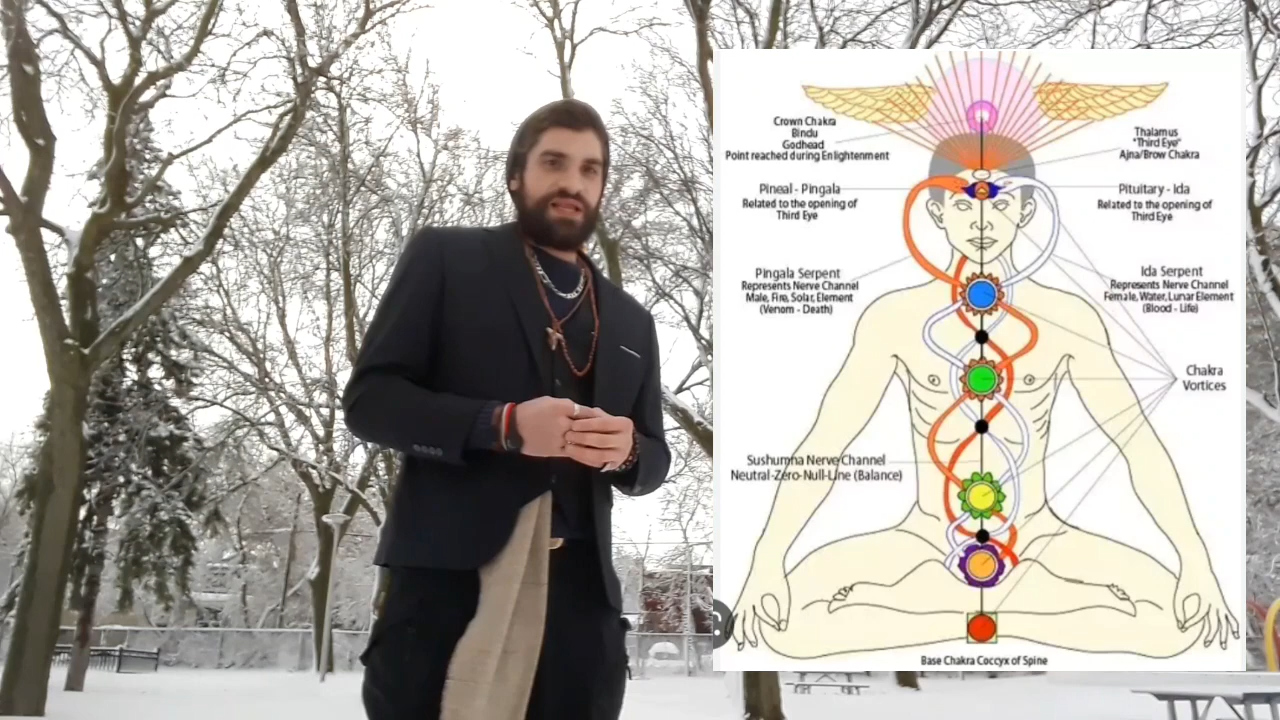 Crown Chakra
Bindu
Godhead
Point reached during Enlightenment
Thalamus
"Third Eye"
Ajna/Brow Chakra
Pineal - Pingala
Related to the opening of
Third Eye
Pituitary - Ida
Related to the opening of
Third Eye
Pingala Serpent
Represents Nerve Channel
Male, Fire, Solar, Element
(Venom - Death)
Ida Serpent
Represents Nerve Channel
Female, Water, Lunar Element
(Blood - Life)
Chakra
Vortices
Sushumna Nerve Channel
Neutral-Zero-Null-Line (Balance)
Base Chakra Coccyx of Spine